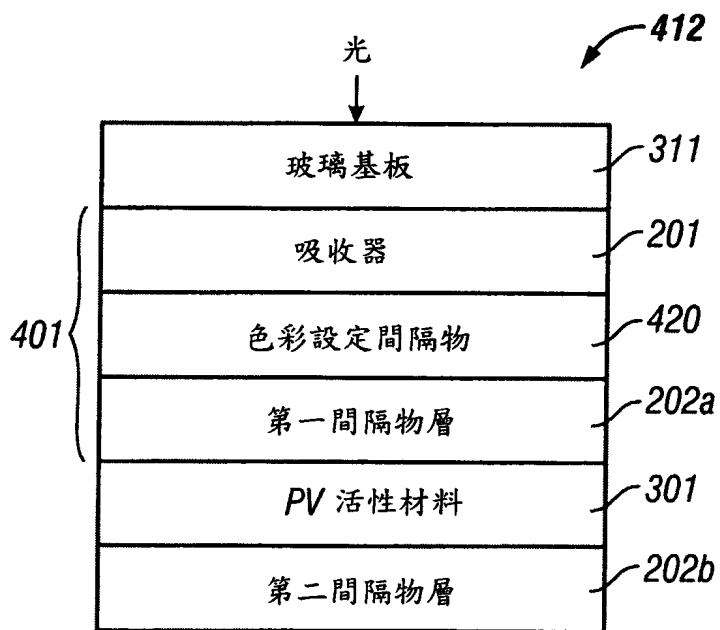 412
光
玻璃基板
311
吸收器
201
401
色彩設定間隔物
420
第一間隔物層
202a
PV 活性材料
301
第二間隔物層
202b